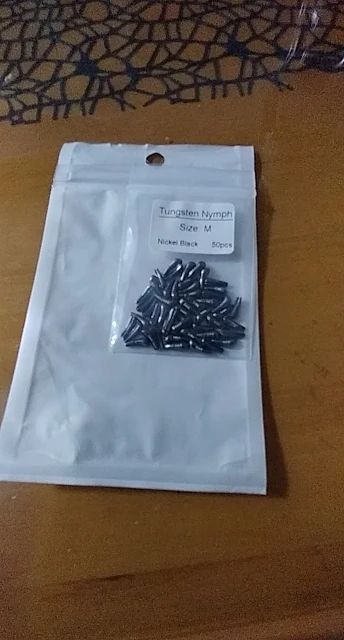 Tungsten Nymph
Size M
Nickel Black 50pcs